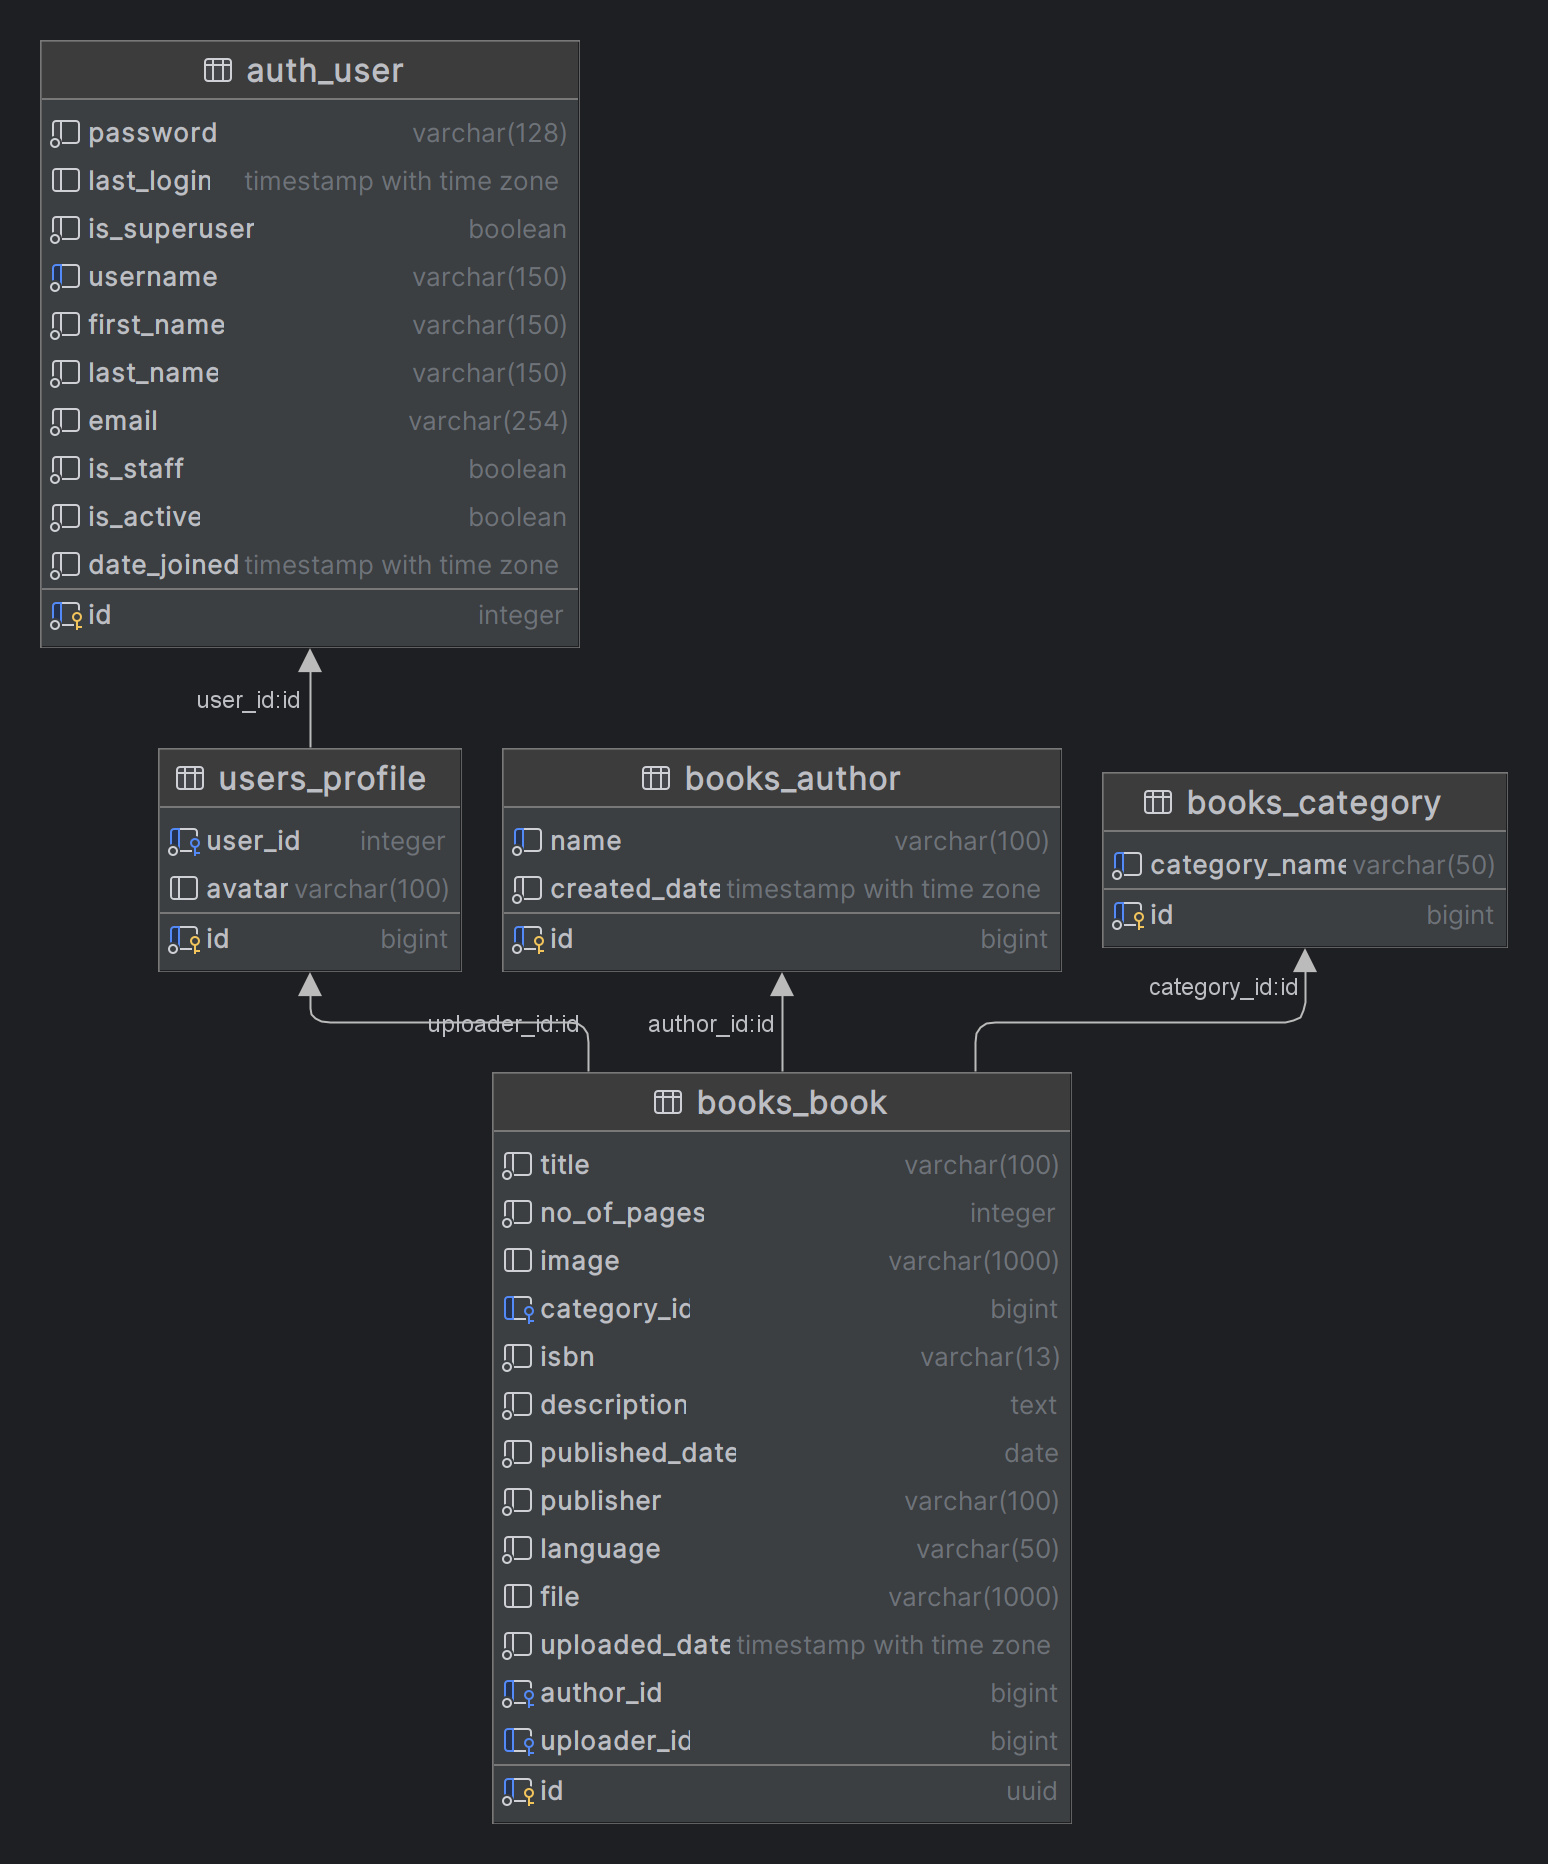 auth_user
password varchar(128)
last_login timestamp with time zone
is_superuser boolean
username varchar(150)
first_name varchar(150)
last_name varchar(150)
email varchar(254)
is_staff boolean
is_active boolean
date_joined timestamp with time zone
id integer
user_id:id
users_profile
user_id integer
avatar varchar(100)
id bigint
books_author
name varchar(100)
created_date timestamp with time zone
id bigint
books_category
category_name varchar(50)
id bigint
uploader_id:id
author_id:id
category_id:id
books_book
title varchar(100)
no_of_pages integer
image varchar(1000)
category_id bigint
isbn varchar(13)
description text
published_date date
publisher varchar(100)
language varchar(50)
file varchar(1000)
uploaded_date timestamp with time zone
author_id bigint
uploader_id bigint
id uuid